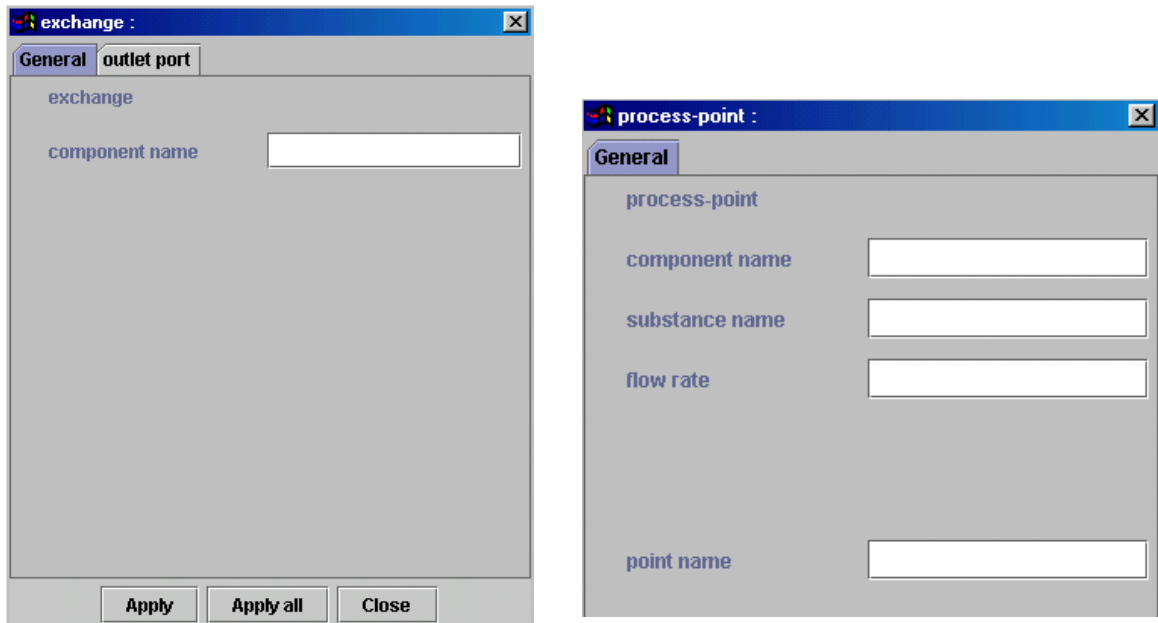 exchange :
General outlet port
exchange
component name
Apply Apply all Close
process-point :
General
process-point
component name
substance name
flow rate
point name